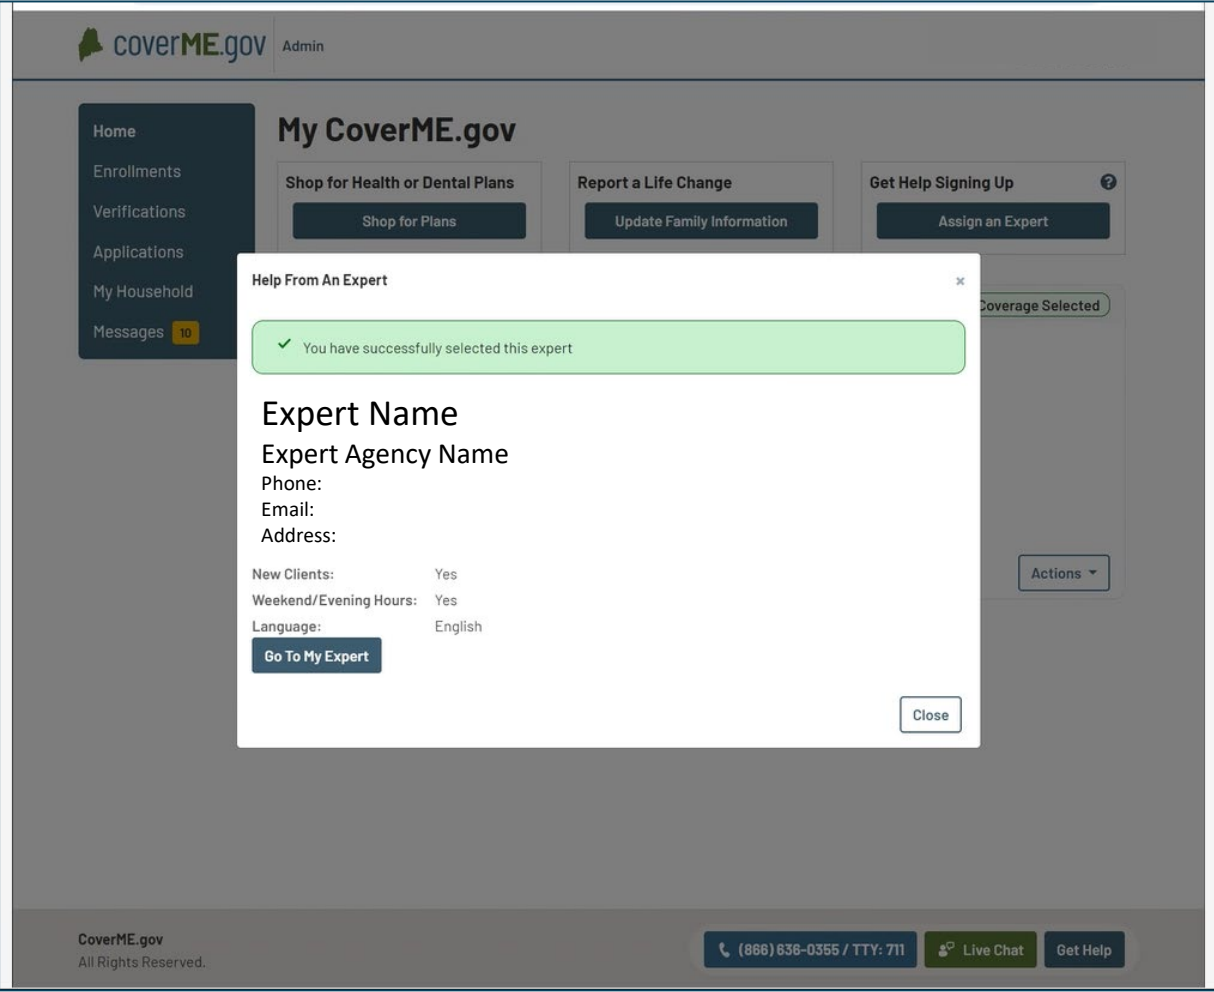 coverME.gov Admin
Home
Enrollments
Verifications
Applications
My Household
Messages 10
My CoverME.gov
Shop for Health or Dental Plans
Shop for Plans
Report a Life Change
Update Family Information
Get Help Signing Up ?
Assign an Expert
Coverage Selected
Actions
Help From An Expert ×
You have successfully selected this expert
Expert Name
Expert Agency Name
Phone:
Email:
Address:
New Clients: Yes
Weekend/Evening Hours: Yes
Language: English
Go To My Expert
Close
CoverME.gov
All Rights Reserved.
(866) 636-0355 / TTY: 711
Live Chat
Get Help